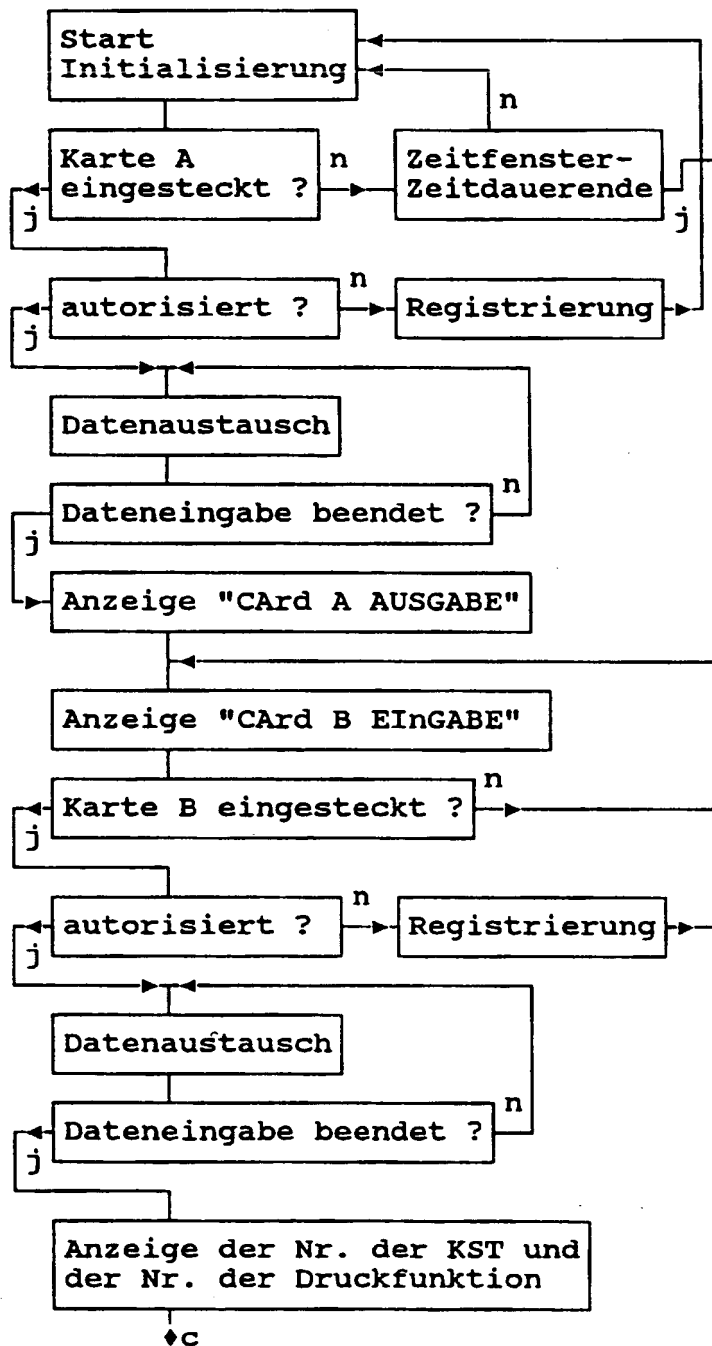 Start
Initialisierung
n
Karte A
eingesteckt ?
n
Zeitfenster-
Zeitdauerende
j
j
autorisiert ?
n
Registrierung
j
Datenaustausch
Dateneingabe beendet ?
n
j
Anzeige "CArd A AUSGABE"
Anzeige "CArd B EInGABE"
Karte B eingesteckt ?
n
j
autorisiert ?
n
Registrierung
j
Datenaustausch
Dateneingabe beendet ?
n
j
Anzeige der Nr. der KST und
der Nr. der Druckfunktion
♦c